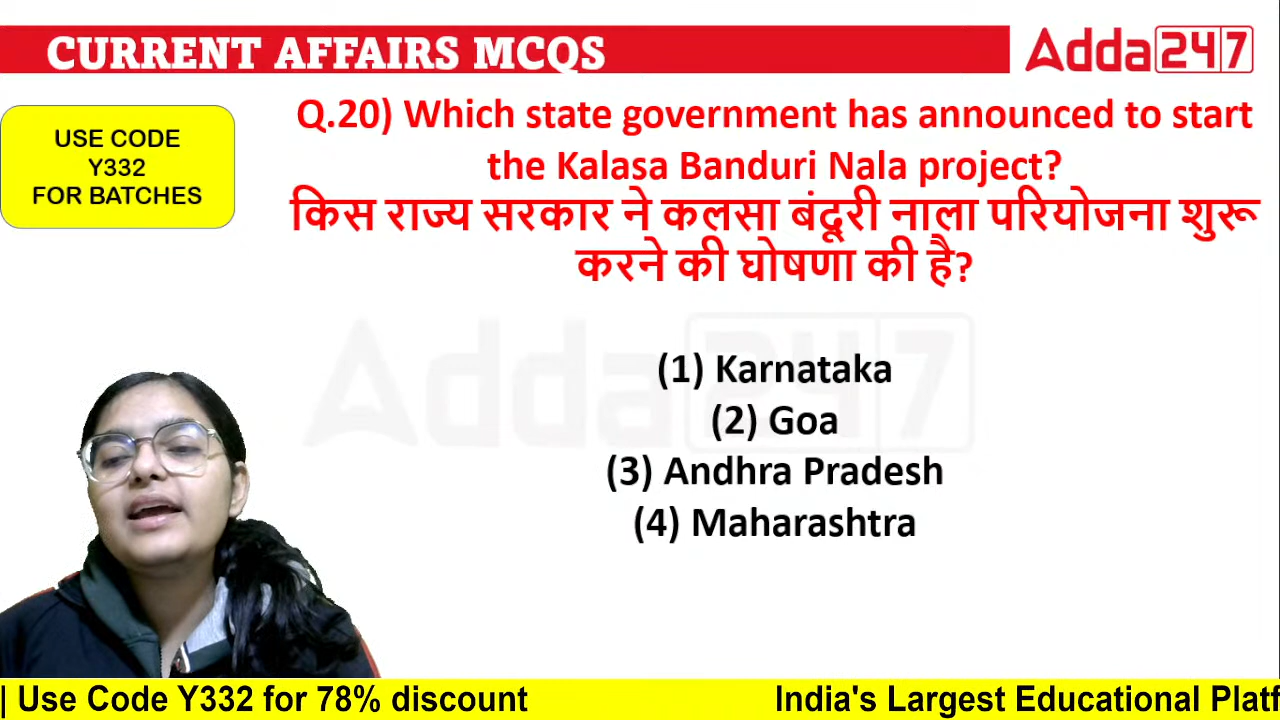 CURRENT AFFAIRS MCQS
Adda247
USE CODE
Y332
FOR BATCHES
Q.20) Which state government has announced to start
the Kalasa Banduri Nala project?
किस राज्य सरकार ने कलसा बंदूरी नाला परियोजना शुरू
करने की घोषणा की है?
Adda247
(1) Karnataka
(2) Goa
(3) Andhra Pradesh
(4) Maharashtra
| Use Code Y332 for 78% discount India's Largest Educational Platf